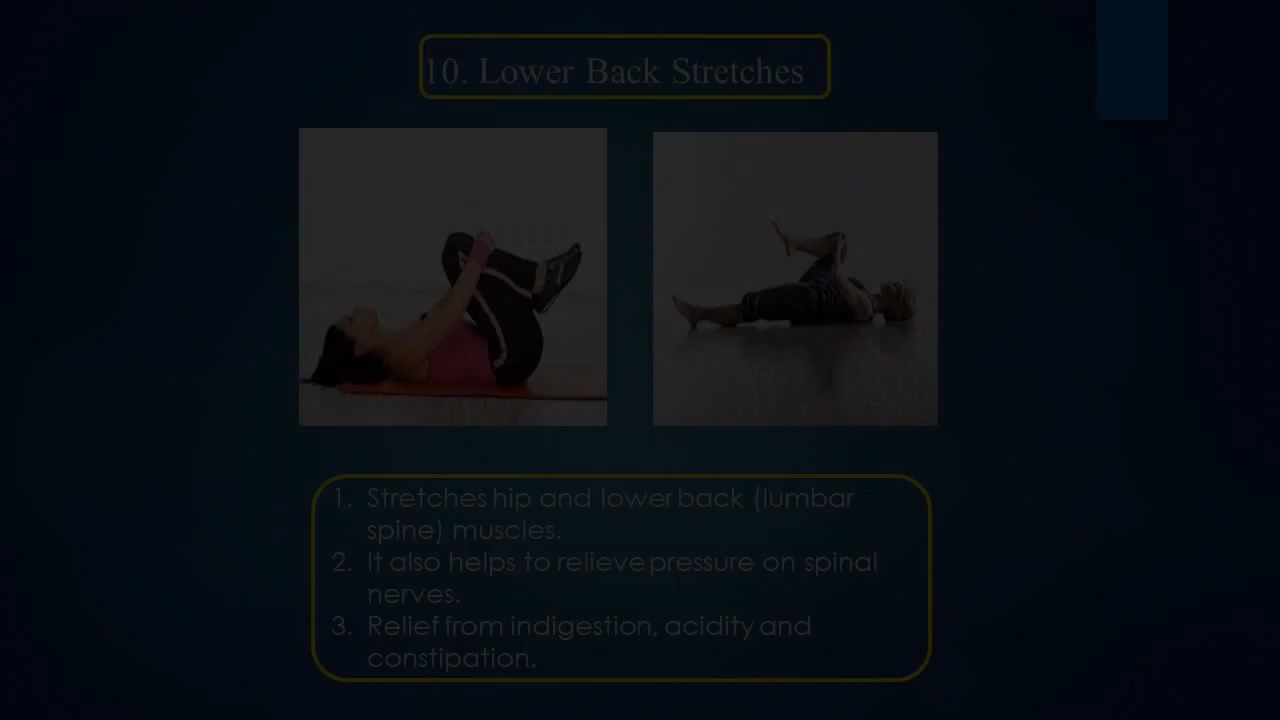 10. Lower Back Stretches
1. Stretches hip and lower back (lumbar
spine) muscles.
2. It also helps to relieve pressure on spinal
nerves.
3. Relief from indigestion, acidity and
constipation.